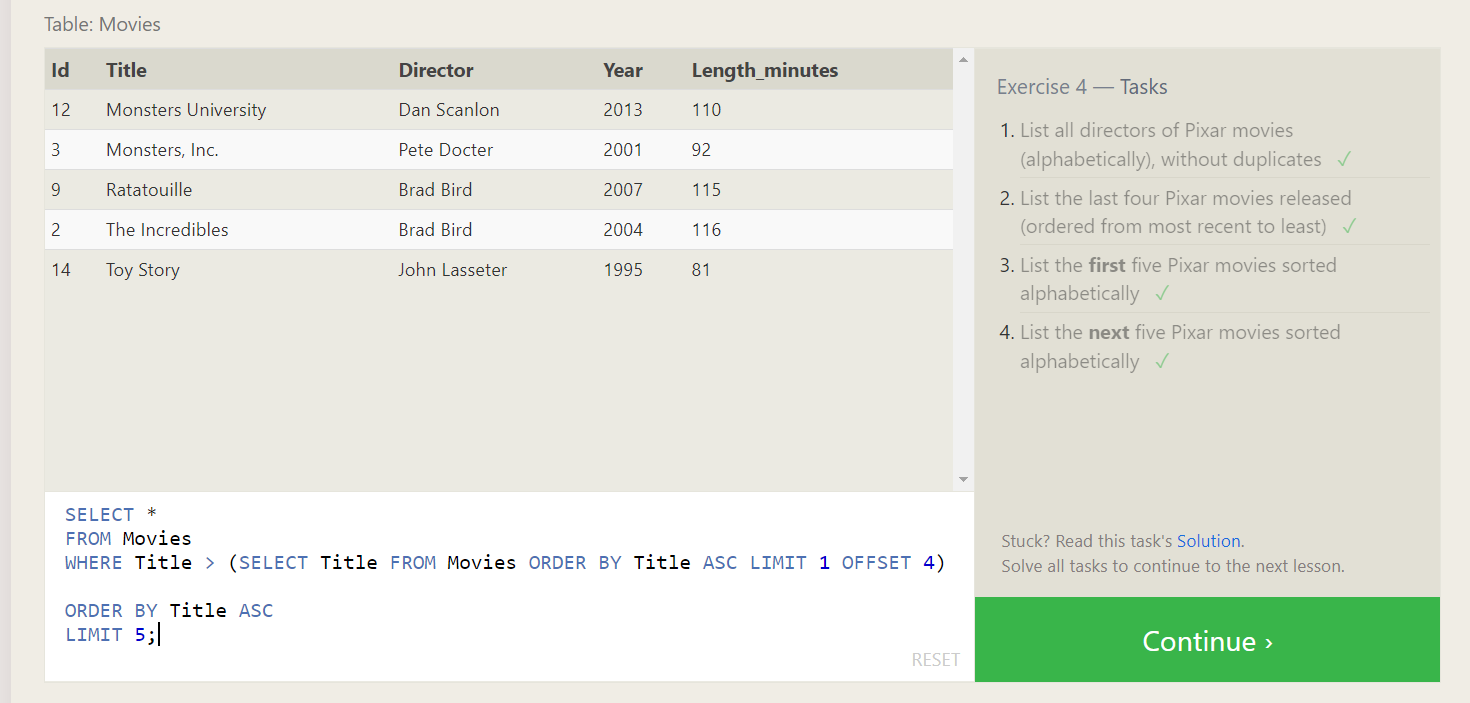 Table: Movies
Id Title Director Year Length_minutes
12 Monsters University Dan Scanlon 2013 110
3 Monsters, Inc. Pete Docter 2001 92
9 Ratatouille Brad Bird 2007 115
2 The Incredibles Brad Bird 2004 116
14 Toy Story John Lasseter 1995 81
SELECT *
FROM Movies
WHERE Title > (SELECT Title FROM Movies ORDER BY Title ASC LIMIT 1 OFFSET 4)
ORDER BY Title ASC
LIMIT 5;
RESET
Exercise 4 — Tasks
1. List all directors of Pixar movies
(alphabetically), without duplicates ✓
2. List the last four Pixar movies released
(ordered from most recent to least) ✓
3. List the first five Pixar movies sorted
alphabetically ✓
4. List the next five Pixar movies sorted
alphabetically ✓
Stuck? Read this task's Solution.
Solve all tasks to continue to the next lesson.
Continue ›